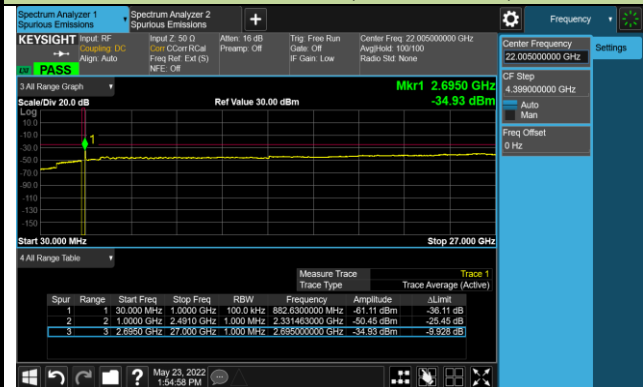 Spectrum Analyzer 1
Spurious Emissions
Spectrum Analyzer 2
Spurious Emissions
+
Frequency
KEYSIGHT
Input: RF
Coupling: DC
Align: Auto
Input Z: 50 Ω
Corr CCorr RCal
Freq Ref: Ext (S)
NFE: Off
Atten: 16 dB
Preamp: Off
Trig: Free Run
Gate: Off
IF Gain: Low
Center Freq: 22.005000000 GHz
Avg|Hold: 100/100
Radio Std: None
PASS
Center Frequency
22.005000000 GHz
Settings
CF Step
4.399000000 GHz
Auto
Man
Freq Offset
0 Hz
3 All Range Graph
Mkr1 2.6950 GHz
Scale/Div 20.0 dB
Ref Value 30.00 dBm
-34.93 dBm
Log
10.0
-10.0
-30.0
-50.0
-70.0
-90.0
-110
-130
-150
1
Start 30.000 MHz
Stop 27.000 GHz
4 All Range Table
Measure Trace Trace 1
Trace Type Trace Average (Active)
Spur Range Start Freq Stop Freq RBW Frequency Amplitude ΔLimit
1 1 30.000 MHz 1.0000 GHz 100.0 kHz 882.6300000 MHz -61.11 dBm -36.11 dB
2 2 1.0000 GHz 2.4910 GHz 1.000 MHz 2.331463000 GHz -50.45 dBm -25.45 dB
3 3 2.6950 GHz 27.000 GHz 1.000 MHz 2.695000000 GHz -34.93 dBm -9.928 dB
?
May 23, 2022
1:54:58 PM